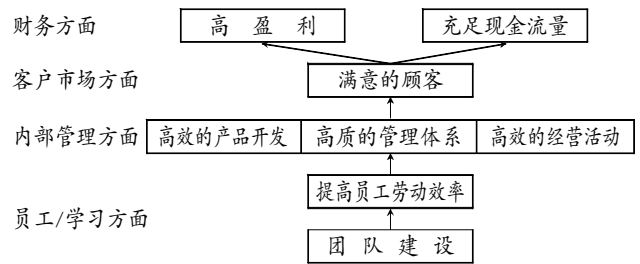 财务方面 高盈利 充足现金流量
客户市场方面 满意的顾客
内部管理方面 高效的产品开发 高质的管理体系 高效的经营活动
提高员工劳动效率
员工/学习方面
团队建设